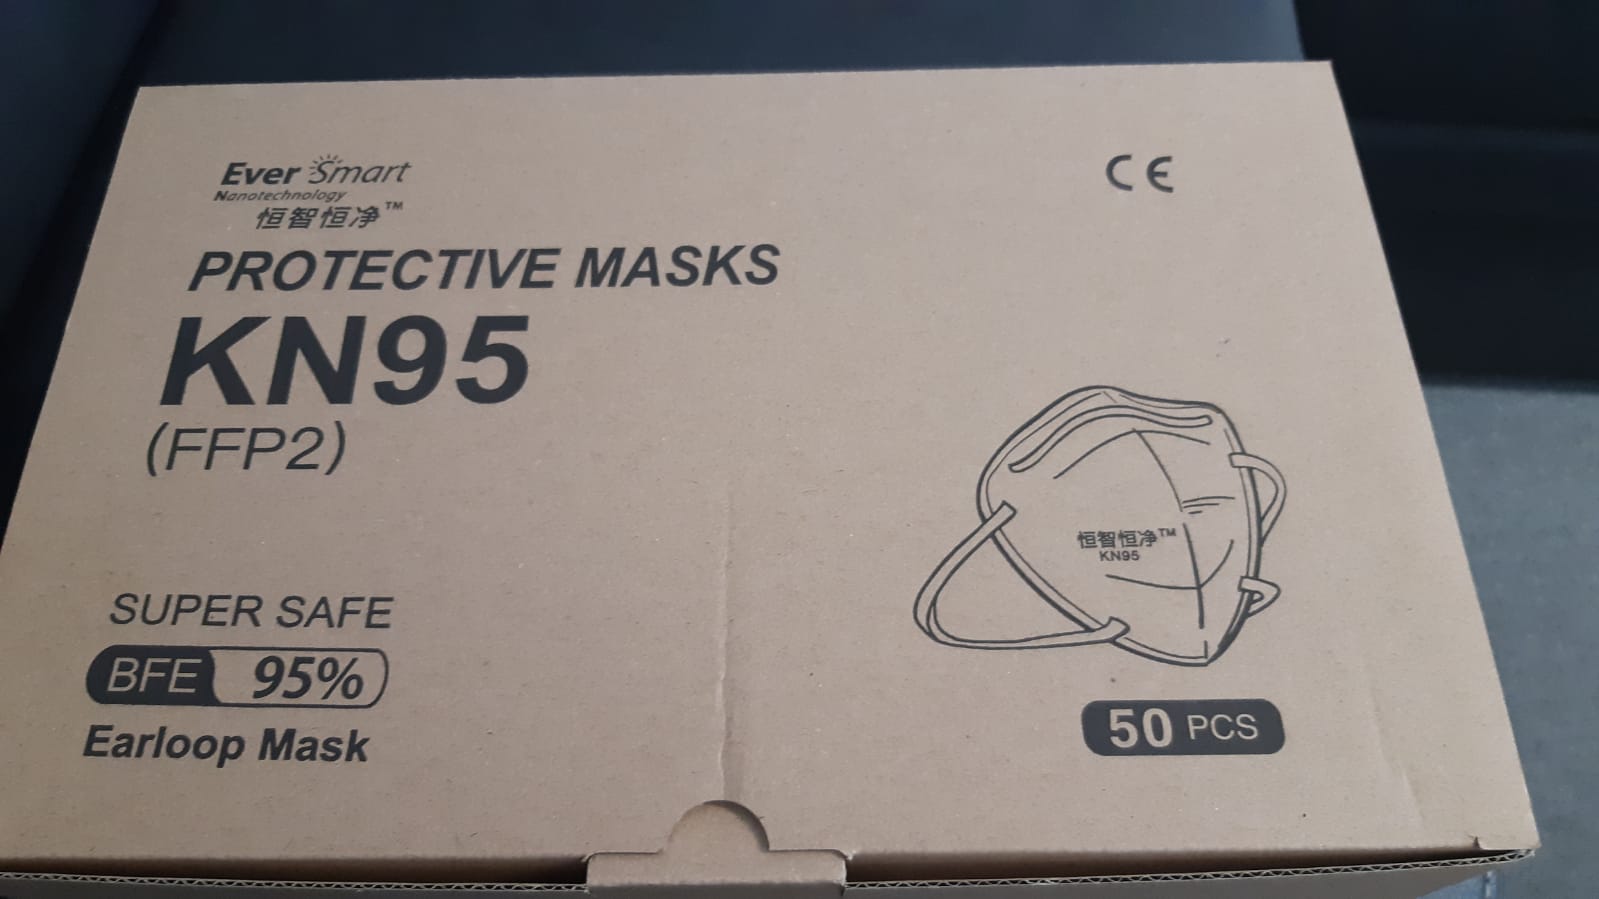 Ever Smart
Nanotechnology
恒智恒净™
CE
PROTECTIVE MASKS
KN95
(FFP2)
恒智恒净™
KN95
SUPER SAFE
BFE 95%
Earloop Mask
50 PCS